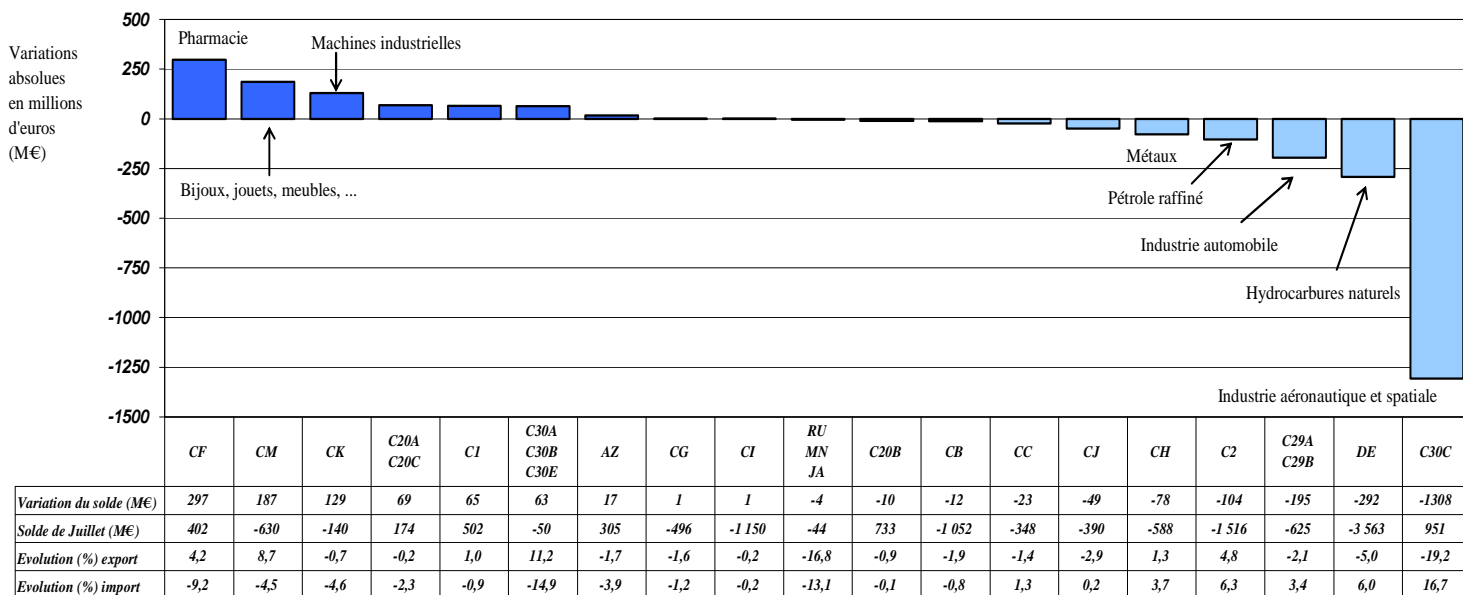 Variations
absolues
en millions
d'euros
(M€)
500
250
0
-250
-500
-750
-1000
-1250
-1500
Pharmacie
Machines industrielles
Bijoux, jouets, meubles, ...
Métaux
Pétrole raffiné
Industrie automobile
Hydrocarbures naturels
Industrie aéronautique et spatiale
CF CM CK C20A C20C C1 C30A C30B C30E AZ CG CI RU MN JA C20B CB CC CJ CH C2 C29A C29B DE C30C
Variation du solde (M€) 297 187 129 69 65 63 17 1 1 -4 -10 -12 -23 -49 -78 -104 -195 -292 -1308
Solde de Juillet (M€) 402 -630 -140 174 502 -50 305 -496 -1 150 -44 733 -1 052 -348 -390 -588 -1 516 -625 -3 563 951
Evolution (%) export 4,2 8,7 -0,7 -0,2 1,0 11,2 -1,7 -1,6 -0,2 -16,8 -0,9 -1,9 -1,4 -2,9 1,3 4,8 -2,1 -5,0 -19,2
Evolution (%) import -9,2 -4,5 -4,6 -2,3 -0,9 -14,9 -3,9 -1,2 -0,2 -13,1 -0,1 -0,8 1,3 0,2 3,7 6,3 3,4 6,0 16,7